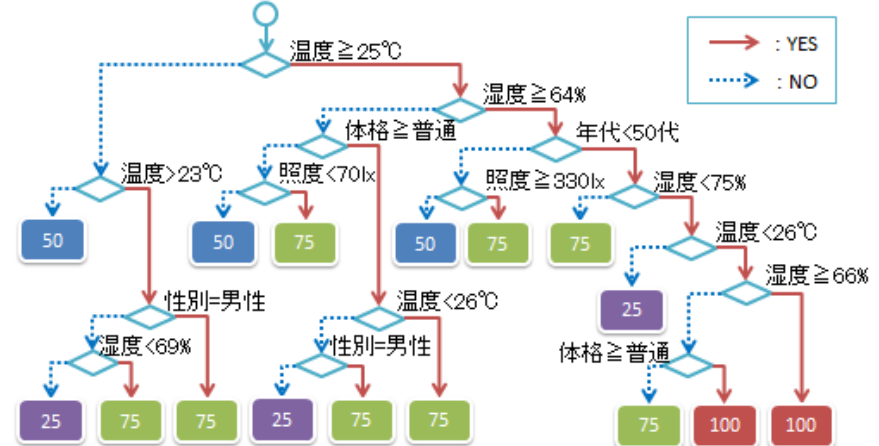 温度≧25℃
: YES
: NO
湿度≧64%
体格≧普通
年代<50代
温度>23℃
照度<70lx
照度≧330lx
湿度<75%
50
50
75
50
75
75
温度<26℃
湿度≧66%
25
性別=男性
温度<26℃
湿度<69%
性別=男性
体格≧普通
25
75
75
25
75
75
75
100
100